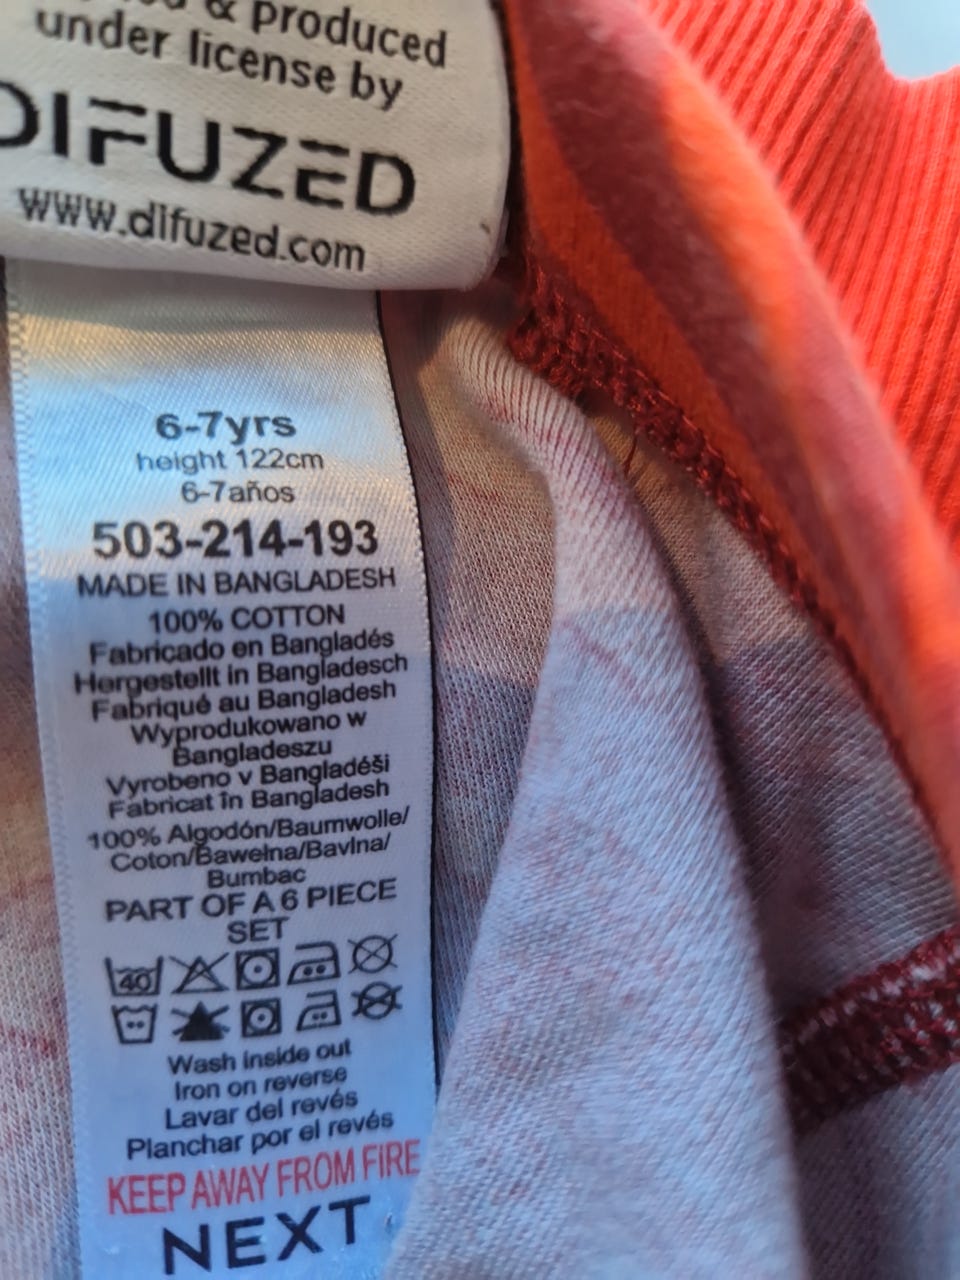 & produced
under license by
DIFUZED
www.difuzed.com
6-7yrs
height 122cm
6-7años
503-214-193
MADE IN BANGLADESH
100% COTTON
Fabricado en Bangladés
Hergestellt in Bangladesch
Fabriqué au Bangladesh
Wyprodukowano w
Bangladeszu
Vyrobeno v Bangladéši
Fabricat în Bangladesh
100% Algodón/Baumwolle/
Coton/Bawełna/Bavlna/
Bumbac
PART OF A 6 PIECE
SET
40
Wash inside out
Iron on reverse
Lavar del revés
Planchar por el revés
KEEP AWAY FROM FIRE
NEXT